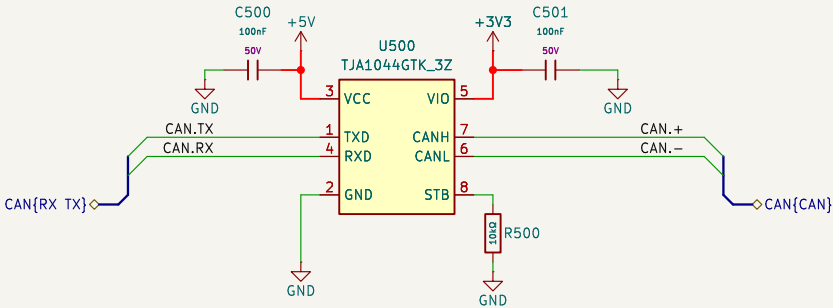 C500
100nF
50V
+5V
GND
U500
TJA1044GTK_3Z
+3V3
C501
100nF
50V
GND
3 VCC VIO 5
CAN.TX 1 TXD CANH 7 CAN.+
CAN.RX 4 RXD CANL 6 CAN.-
2 GND STB 8
CAN{RX TX}
CAN{CAN}
10kΩ R500
GND
GND